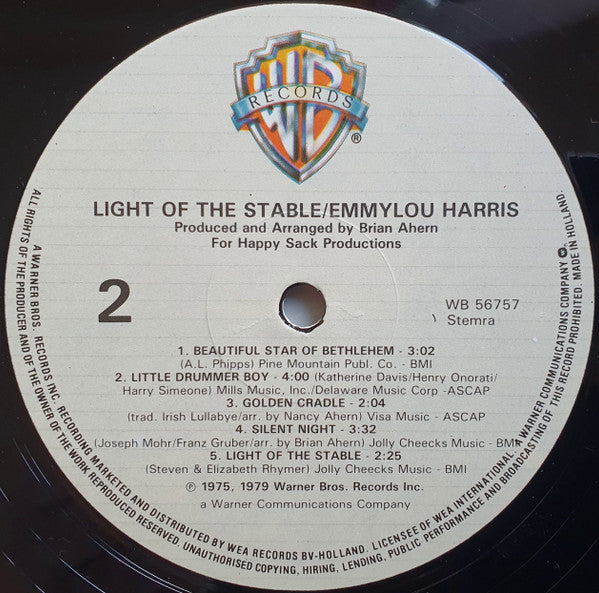 WB
RECORDS
®
LIGHT OF THE STABLE/EMMYLOU HARRIS
Produced and Arranged by Brian Ahern
For Happy Sack Productions
2
WB 56757
Stemra
1. BEAUTIFUL STAR OF BETHLEHEM - 3:02
(A.L. Phipps) Pine Mountain Publ. Co. - BMI
2. LITTLE DRUMMER BOY - 4:00 (Katherine Davis/Henry Onorati/
Harry Simeone) Mills Music, Inc./Delaware Music Corp -ASCAP
3. GOLDEN CRADLE - 2:04
(trad. Irish Lullabye/arr. by Nancy Ahern) Visa Music - ASCAP
4. SILENT NIGHT - 3:32
(Joseph Mohr/Franz Gruber/arr. by Brian Ahern) Jolly Cheecks Music - BMI
5. LIGHT OF THE STABLE - 2:25
(Steven & Elizabeth Rhymer) Jolly Cheecks Music - BMI
℗ 1975, 1979 Warner Bros. Records Inc.
a Warner Communications Company
A WARNER BROS. RECORDS INC. RECORDING MARKETED AND DISTRIBUTED BY WEA RECORDS BV-HOLLAND. LICENSEE OF WEA INTERNATIONAL. A WARNER COMMUNICATIONS COMPANY
ALL RIGHTS OF THE PRODUCER AND OF THE OWNER OF THE WORK REPRODUCED RESERVED. UNAUTHORISED COPYING, HIRING, LENDING, PUBLIC PERFORMANCE AND BROADCASTING OF THIS RECORD PROHIBITED. MADE IN HOLLAND.